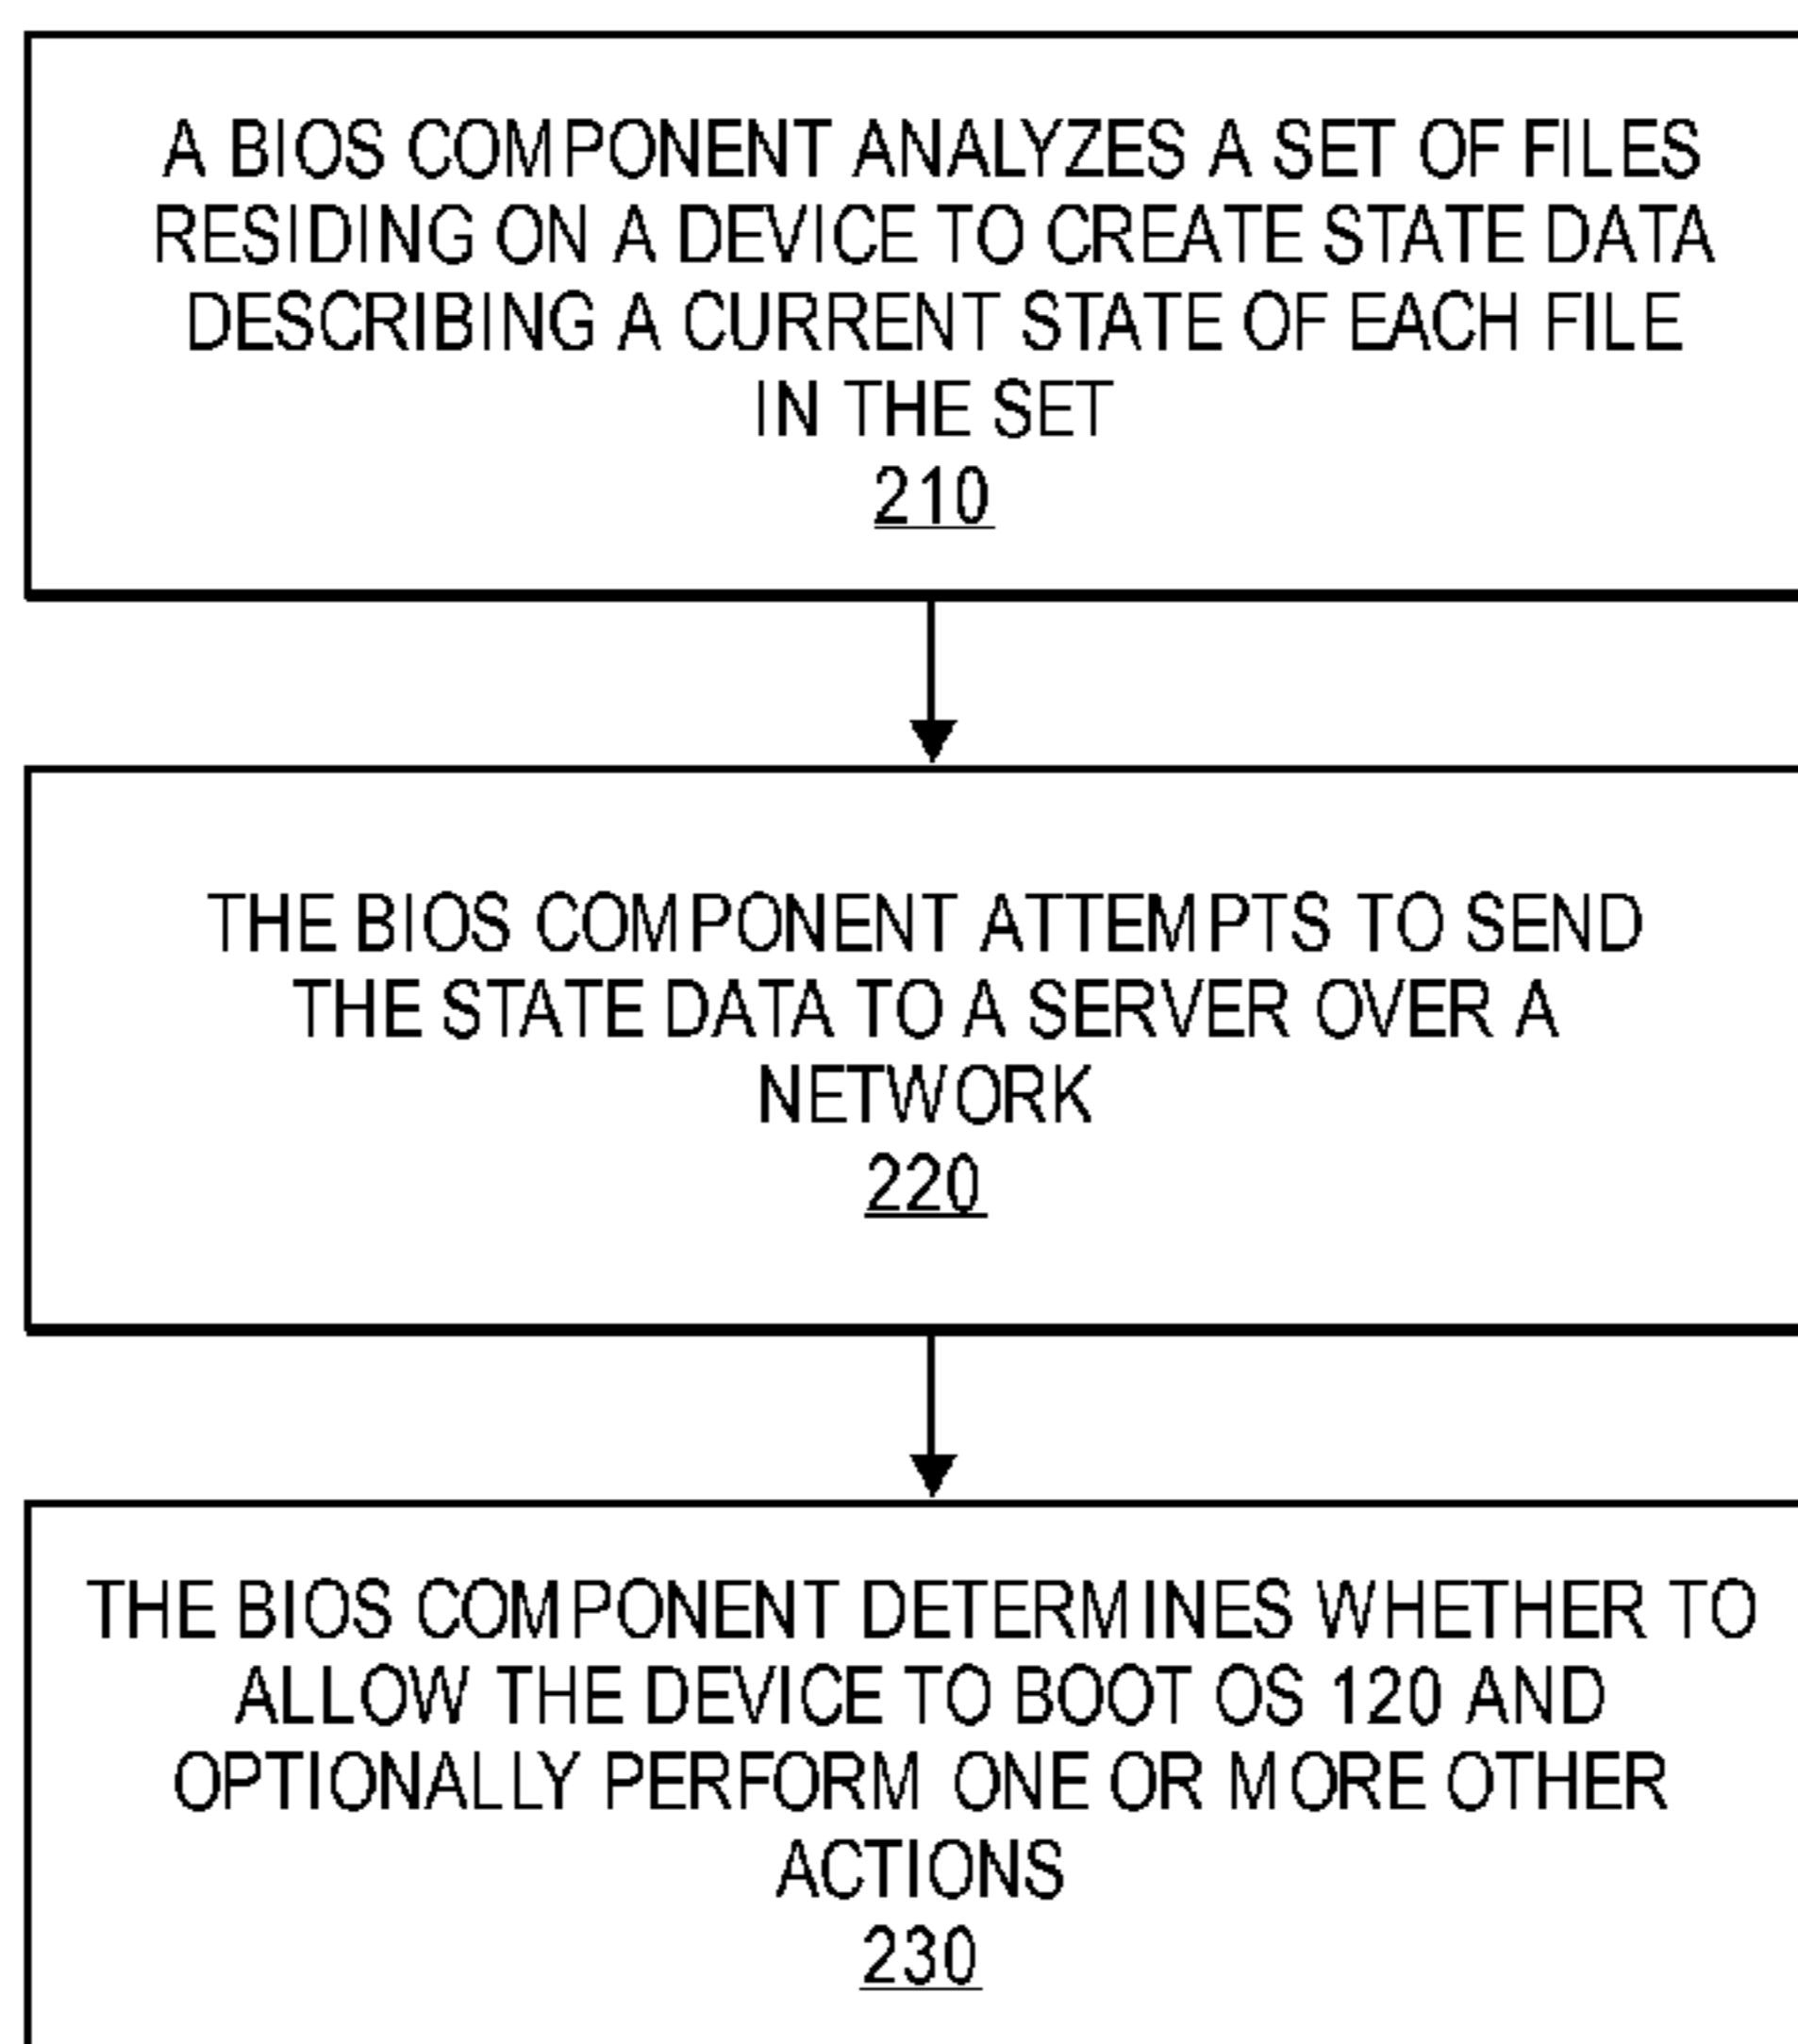 A BIOS COMPONENT ANALYZES A SET OF FILES
RESIDING ON A DEVICE TO CREATE STATE DATA
DESCRIBING A CURRENT STATE OF EACH FILE
IN THE SET
210
THE BIOS COMPONENT ATTEMPTS TO SEND
THE STATE DATA TO A SERVER OVER A
NETWORK
220
THE BIOS COMPONENT DETERMINES WHETHER TO
ALLOW THE DEVICE TO BOOT OS 120 AND
OPTIONALLY PERFORM ONE OR MORE OTHER
ACTIONS
230